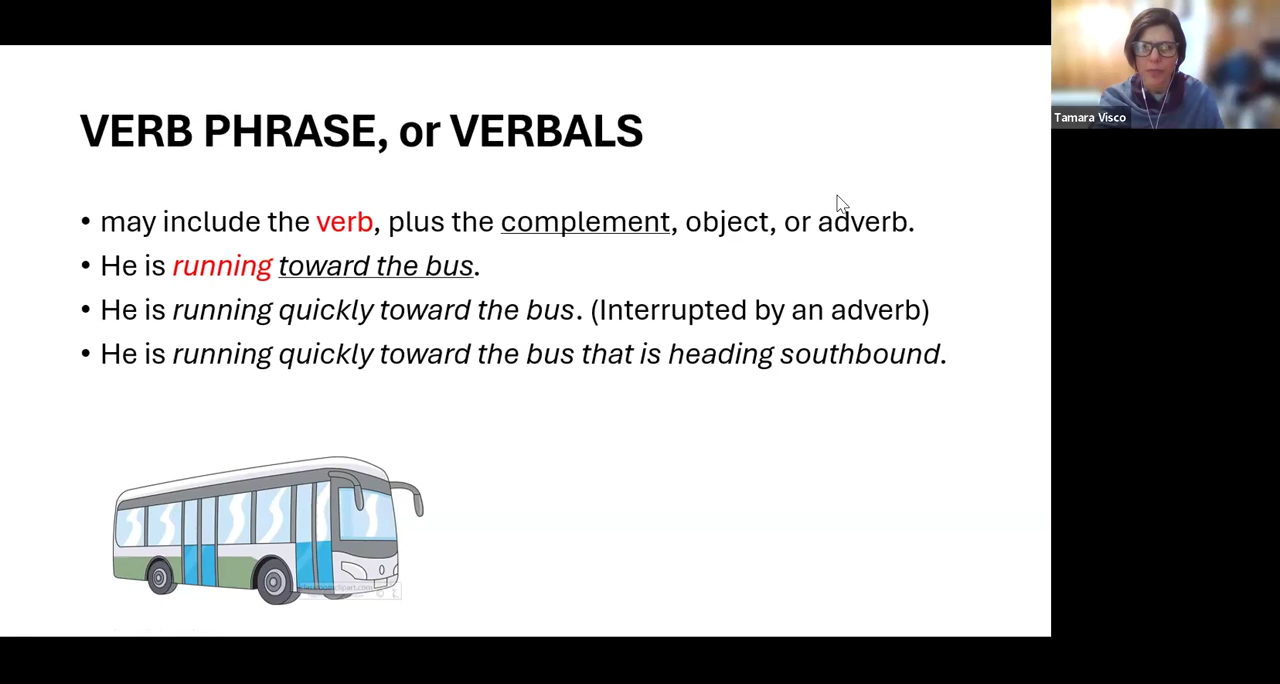 VERB PHRASE, or VERBALS
• may include the verb, plus the complement, object, or adverb.
• He is running toward the bus.
• He is running quickly toward the bus. (Interrupted by an adverb)
• He is running quickly toward the bus that is heading southbound.
Tamara Visco